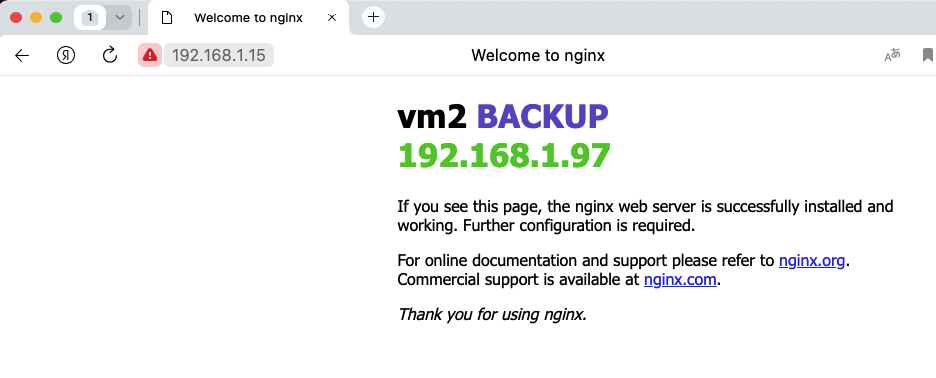 1
Welcome to nginx
Я
192.168.1.15
Welcome to nginx
Aあ
vm2 BACKUP
192.168.1.97
If you see this page, the nginx web server is successfully installed and
working. Further configuration is required.
For online documentation and support please refer to nginx.org.
Commercial support is available at nginx.com.
Thank you for using nginx.